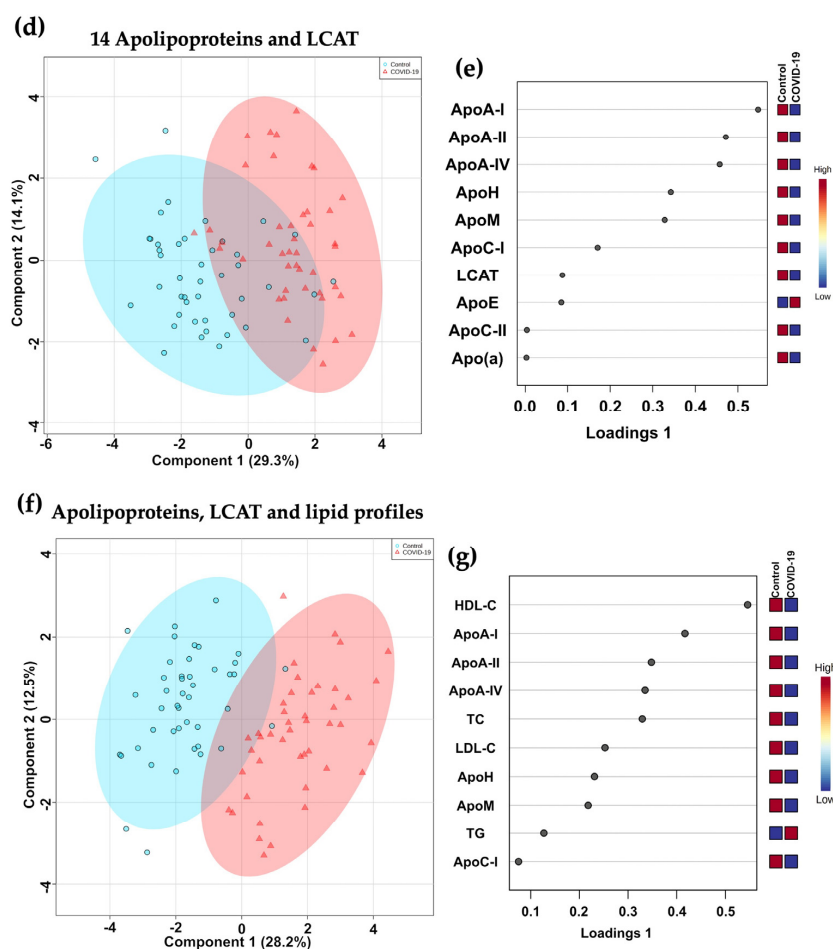 (d)
14 Apolipoproteins and LCAT
Control
COVID-19
4
2
0
-2
-4
Component 2 (14.1%)
-6 -4 -2 0 2 4
Component 1 (29.3%)
(e)
Control
COVID-19
ApoA-I
ApoA-II
ApoA-IV
ApoH
ApoM
ApoC-I
LCAT
ApoE
ApoC-II
Apo(a)
High
Low
0.0 0.1 0.2 0.3 0.4 0.5
Loadings 1
(f)
Apolipoproteins, LCAT and lipid profiles
Control
COVID-19
4
2
0
-2
-4
Component 2 (12.5%)
-4 -2 0 2 4
Component 1 (28.2%)
(g)
Control
COVID-19
HDL-C
ApoA-I
ApoA-II
ApoA-IV
TC
LDL-C
ApoH
ApoM
TG
ApoC-I
High
Low
0.1 0.2 0.3 0.4 0.5
Loadings 1